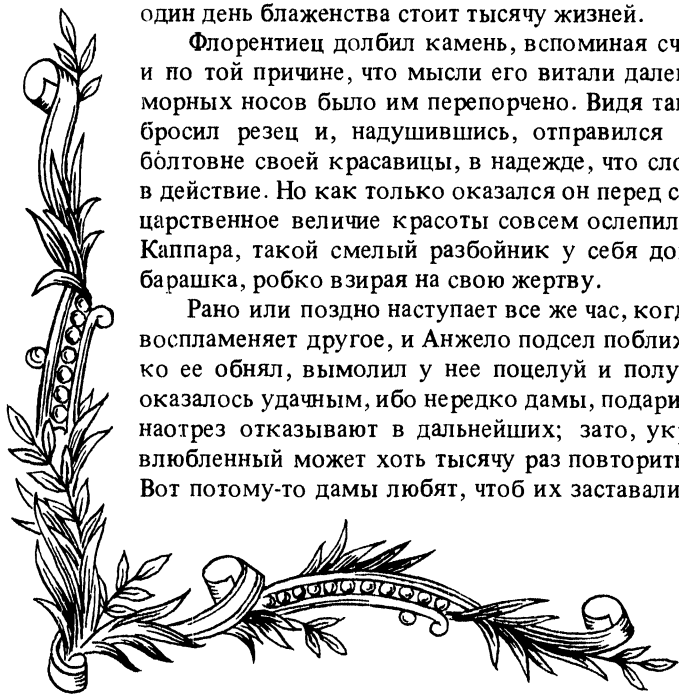 один день блаженства стоит тысячу жизней.
Флорентиец долбил камень, вспоминая сч
и по той причине, что мысли его витали дале
морных носов было им перепорчено. Видя та
бросил резец и, надушившись, отправился
болтовне своей красавицы, в надежде, что сло
в действие. Но как только оказался он перед с
царственное величие красоты совсем ослепил
Каппара, такой смелый разбойник у себя до
барашка, робко взирая на свою жертву.
Рано или поздно наступает все же час, когд
воспламеняет другое, и Анжело подсел поближ
ко ее обнял, вымолил у нее поцелуй и полу
оказалось удачным, ибо нередко дамы, подари
наотрез отказывают в дальнейших; зато, ук
влюбленный может хоть тысячу раз повторить
Вот потому-то дамы любят, чтоб их заставали